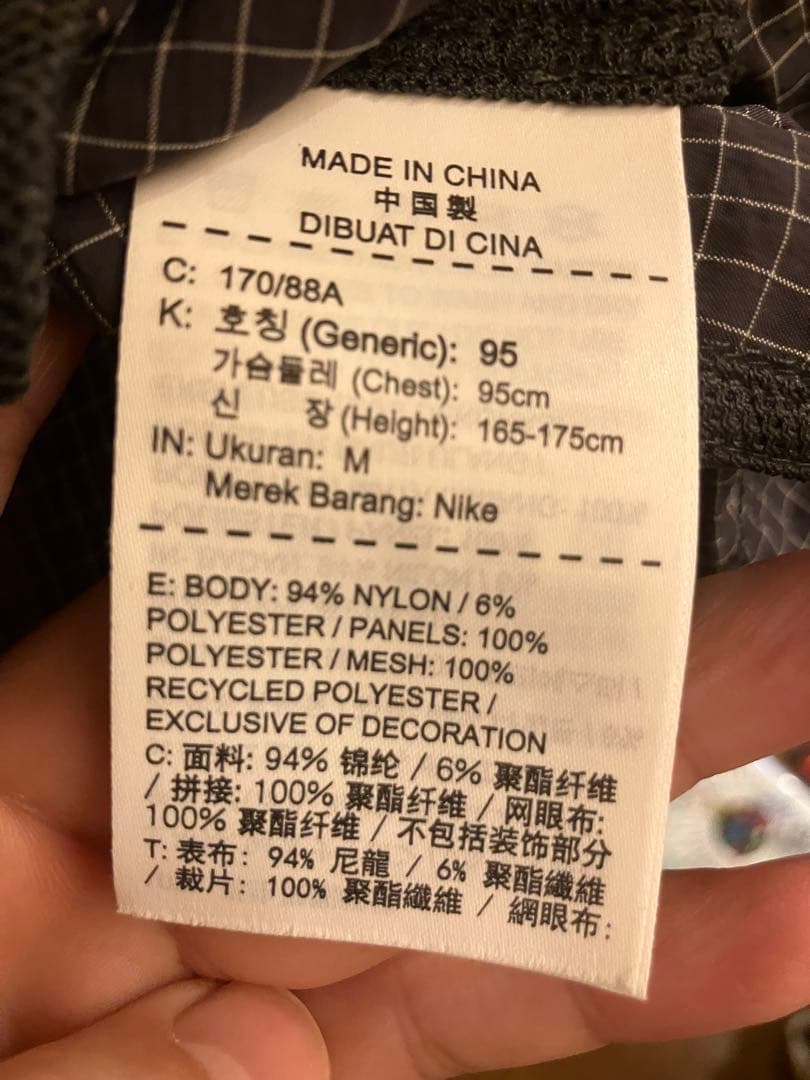 MADE IN CHINA
中国製
DIBUAT DI CINA
C: 170/88A
K: 호칭 (Generic): 95
가슴둘레 (Chest): 95cm
신 장 (Height): 165-175cm
IN: Ukuran: M
Merek Barang: Nike
E: BODY: 94% NYLON / 6%
POLYESTER / PANELS: 100%
POLYESTER / MESH: 100%
RECYCLED POLYESTER /
EXCLUSIVE OF DECORATION
C: 面料: 94% 锦纶 / 6% 聚酯纤维
/ 拼接: 100% 聚酯纤维 / 网眼布:
100% 聚酯纤维 / 不包括装饰部分
T: 表布: 94% 尼龍 / 6% 聚酯纖維
/ 裁片: 100% 聚酯纖維 / 網眼布: